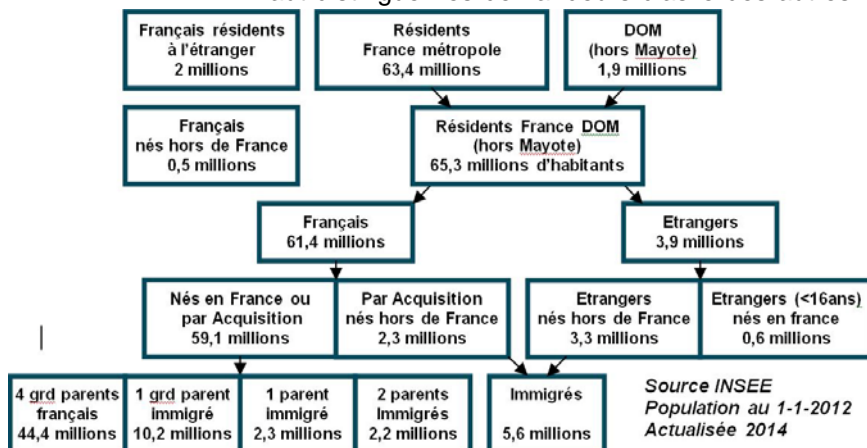 Français résidents
à l'étranger
2 millions
Résidents
France métropole
63,4 millions
DOM
(hors Mayote)
1,9 millions
Français
nés hors de France
0,5 millions
Résidents France DOM
(hors Mayote)
65,3 millions d'habitants
Français
61,4 millions
Etrangers
3,9 millions
Nés en France ou
par Acquisition
59,1 millions
Par Acquisition
nés hors de France
2,3 millions
Etrangers
nés hors de France
3,3 millions
Etrangers (<16ans)
nés en france
0,6 millions
4 grd parents
français
44,4 millions
1 grd parent
immigré
10,2 millions
1 parent
immigré
2,3 millions
2 parents
Immigrés
2,2 millions
Immigrés
5,6 millions
Source INSEE
Population au 1-1-2012
Actualisée 2014